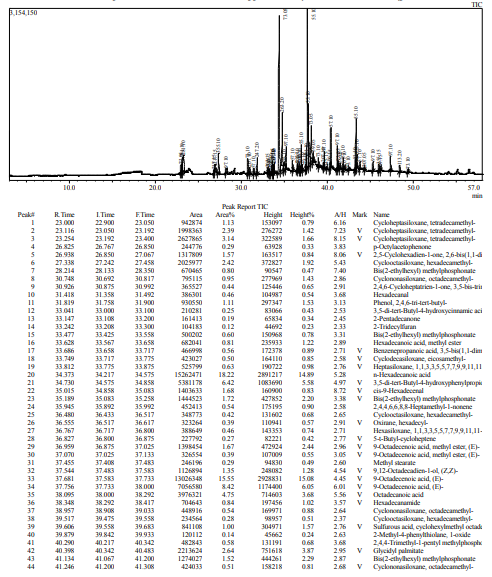 TIC
3,154,150
10.0 20.0 30.0 40.0 50.0 57.0
min
Peak Report TIC
Peak# R.Time I.Time F.Time Area Area% Height Height% A/H Mark Name
1 23.000 22.900 23.050 942874 1.13 153097 0.79 6.16 Cycloheptasiloxane, tetradecamethyl-
2 23.116 23.050 23.192 1998363 2.39 276272 1.42 7.23 V Cycloheptasiloxane, tetradecamethyl-
3 23.254 23.192 23.400 2627865 3.14 322589 1.66 8.15 V Cycloheptasiloxane, tetradecamethyl-
4 26.825 26.767 26.850 244776 0.29 63928 0.33 3.83 p-Octylacetophenone
5 26.938 26.850 27.067 1317809 1.57 163517 0.84 8.06 V 2,5-Cyclohexadien-1-one, 2,6-bis(1,1-di
6 27.338 27.242 27.458 2025977 2.42 372827 1.92 5.43 Cyclooctasiloxane, hexadecamethyl-
7 28.214 28.133 28.350 670465 0.80 90547 0.47 7.40 Bis(2-ethylhexyl) methylphosphonate
8 30.748 30.692 30.817 795115 0.95 277969 1.43 2.86 Cyclononasiloxane, octadecamethyl-
9 30.926 30.875 30.992 365527 0.44 125446 0.65 2.91 2,4,6-Cycloheptatrien-1-one, 3,5-bis-tri
10 31.418 31.358 31.492 386301 0.46 104987 0.54 3.68 Hexadecanal
11 31.819 31.758 31.900 930550 1.11 297147 1.53 3.13 Phenol, 2,4,6-tri-tert-butyl-
12 33.041 33.000 33.108 210281 0.25 83066 0.43 2.53 3,5-di-tert-Butyl-4-hydroxycinnamic aci
13 33.165 33.108 33.208 161413 0.19 65834 0.34 2.45 2-Pentadecanone
14 33.242 33.208 33.300 104183 0.12 44692 0.23 2.33 2-Tridecylfuran
15 33.477 33.425 33.558 500202 0.60 150968 0.78 3.31 Bis(2-ethylhexyl) methylphosphonate
16 33.628 33.567 33.658 682041 0.81 235933 1.22 2.89 Hexadecanoic acid, methyl ester
17 33.686 33.658 33.717 466998 0.56 172378 0.89 2.71 V Benzenepropanoic acid, 3,5-bis(1,1-dim
18 33.749 33.717 33.775 423027 0.50 164110 0.85 2.58 V Cyclodecasiloxane, eicosamethyl-
19 33.812 33.775 33.875 525799 0.63 190722 0.98 2.76 V Heptasiloxane, 1,1,3,3,5,5,7,7,9,9,11,11
20 34.373 34.217 34.575 15262471 18.22 2891217 14.89 5.28 n-Hexadecanoic acid
21 34.730 34.575 34.858 5381178 6.42 1083690 5.58 4.97 V 3,5-di-tert-Butyl-4-hydroxyphenylpropic
22 35.015 34.858 35.083 1403633 1.68 160900 0.83 8.72 V cis-9-Hexadecenal
23 35.189 35.083 35.258 1444523 1.72 427852 2.20 3.38 V Bis(2-ethylhexyl) methylphosphonate
24 35.945 35.892 35.992 452413 0.54 175195 0.90 2.58 2,4,4,6,6,8,8-Heptamethyl-1-nonene
25 36.480 36.433 36.517 348773 0.42 131602 0.68 2.65 Cyclooctasiloxane, hexadecamethyl-
26 36.555 36.517 36.617 323264 0.39 110941 0.57 2.91 V Oxirane, hexadecyl-
27 36.767 36.717 36.800 388649 0.46 143353 0.74 2.71 Hexasiloxane, 1,1,3,3,5,5,7,7,9,9,11,11-
28 36.827 36.800 36.875 227792 0.27 82221 0.42 2.77 V 5-t-Butyl-cycloheptene
29 36.959 36.875 37.025 1398454 1.67 472924 2.44 2.96 V 9-Octadecenoic acid, methyl ester, (E)-
30 37.070 37.025 37.133 326554 0.39 107009 0.55 3.05 V 9-Octadecenoic acid, methyl ester, (E)-
31 37.455 37.408 37.483 246196 0.29 94830 0.49 2.60 Methyl stearate
32 37.544 37.483 37.583 1126894 1.35 248082 1.28 4.54 V 9,12-Octadecadien-1-ol, (Z,Z)-
33 37.681 37.583 37.733 13026348 15.55 2928831 15.08 4.45 V 9-Octadecenoic acid, (E)-
34 37.756 37.733 38.000 7056580 8.42 1174000 6.05 6.01 V 9-Octadecenoic acid, (E)-
35 38.095 38.000 38.292 3976321 4.75 714603 3.68 5.56 V Octadecanoic acid
36 38.348 38.292 38.417 704643 0.84 197456 1.02 3.57 V Hexadecanamide
37 38.957 38.908 39.033 448916 0.54 169971 0.88 2.64 Cyclononasiloxane, octadecamethyl-
38 39.517 39.475 39.558 234564 0.28 98957 0.51 2.37 Cyclooctasiloxane, hexadecamethyl-
39 39.606 39.558 39.683 841108 1.00 304971 1.57 2.76 V Sulfurous acid, cyclohexylmethyl octade
40 39.879 39.842 39.933 120112 0.14 45662 0.24 2.63 2-Methyl-4-phenylthiolane, 1-oxide
41 40.290 40.217 40.342 482843 0.58 131191 0.68 3.68 2,4,4-Trimethyl-1-pentyl methylphospho
42 40.398 40.342 40.492 2213624 2.64 751618 3.87 2.95 V Glycidyl palmitate
43 41.134 41.067 41.200 1274027 1.52 444261 2.29 2.87 Bis(2-ethylhexyl) methylphosphonate
44 41.246 41.200 41.308 424033 0.51 158218 0.81 2.68 V Cyclononasiloxane, octadecamethyl-